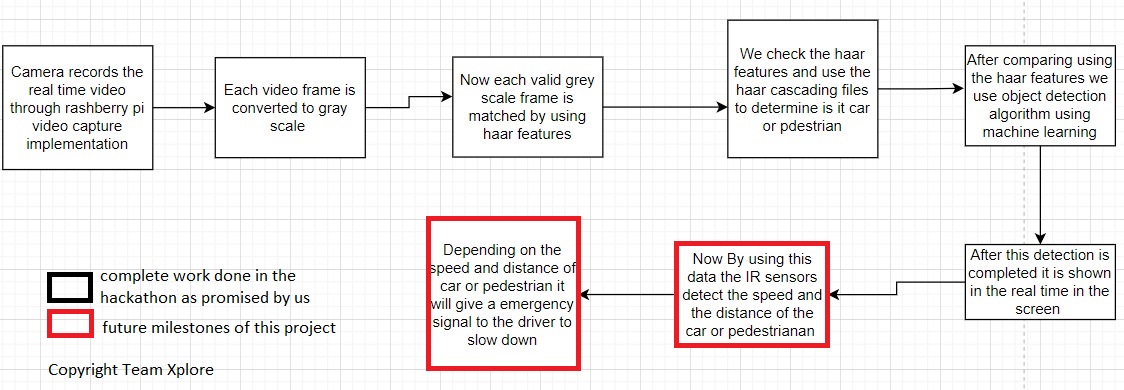 Camera records the
real time video
through rashberry pi
video capture
implementation
Each video frame is
converted to gray
scale
Now each valid grey
scale frame is
matched by using
haar features
We check the haar
features and use the
haar cascading files
to determine is it car
or pdestrian
After comparing using
the haar features we
use object detection
algorithm using
machine learning
After this detection is
completed it is shown
in the real time in the
screen
Now By using this
data the IR sensors
detect the speed and
the distance of the
car or pedestrianan
Depending on the
speed and distance of
car or pedestrian it
will give a emergency
signal to the driver to
slow down
complete work done in the
hackathon as promised by us
future milestones of this project
Copyright Team Xplore